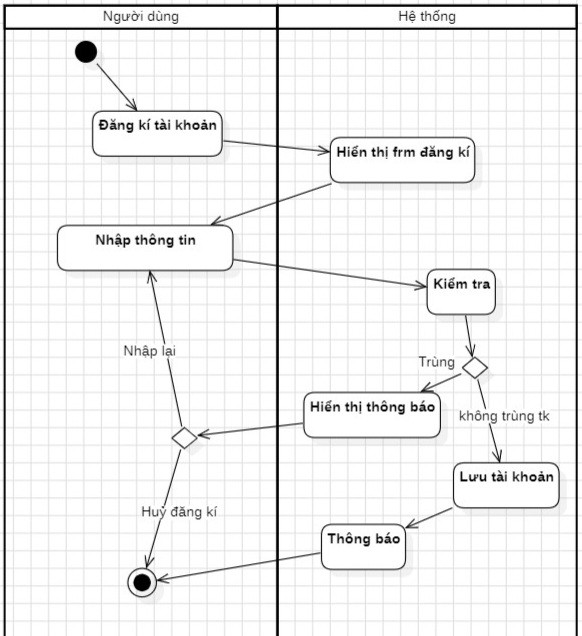 Người dùng
Hệ thống
Đăng kí tài khoản
Hiển thị frm đăng kí
Nhập thông tin
Kiểm tra
Nhập lại
Trùng
Hiển thị thông báo
không trùng tk
Lưu tài khoản
Huỷ đăng kí
Thông báo